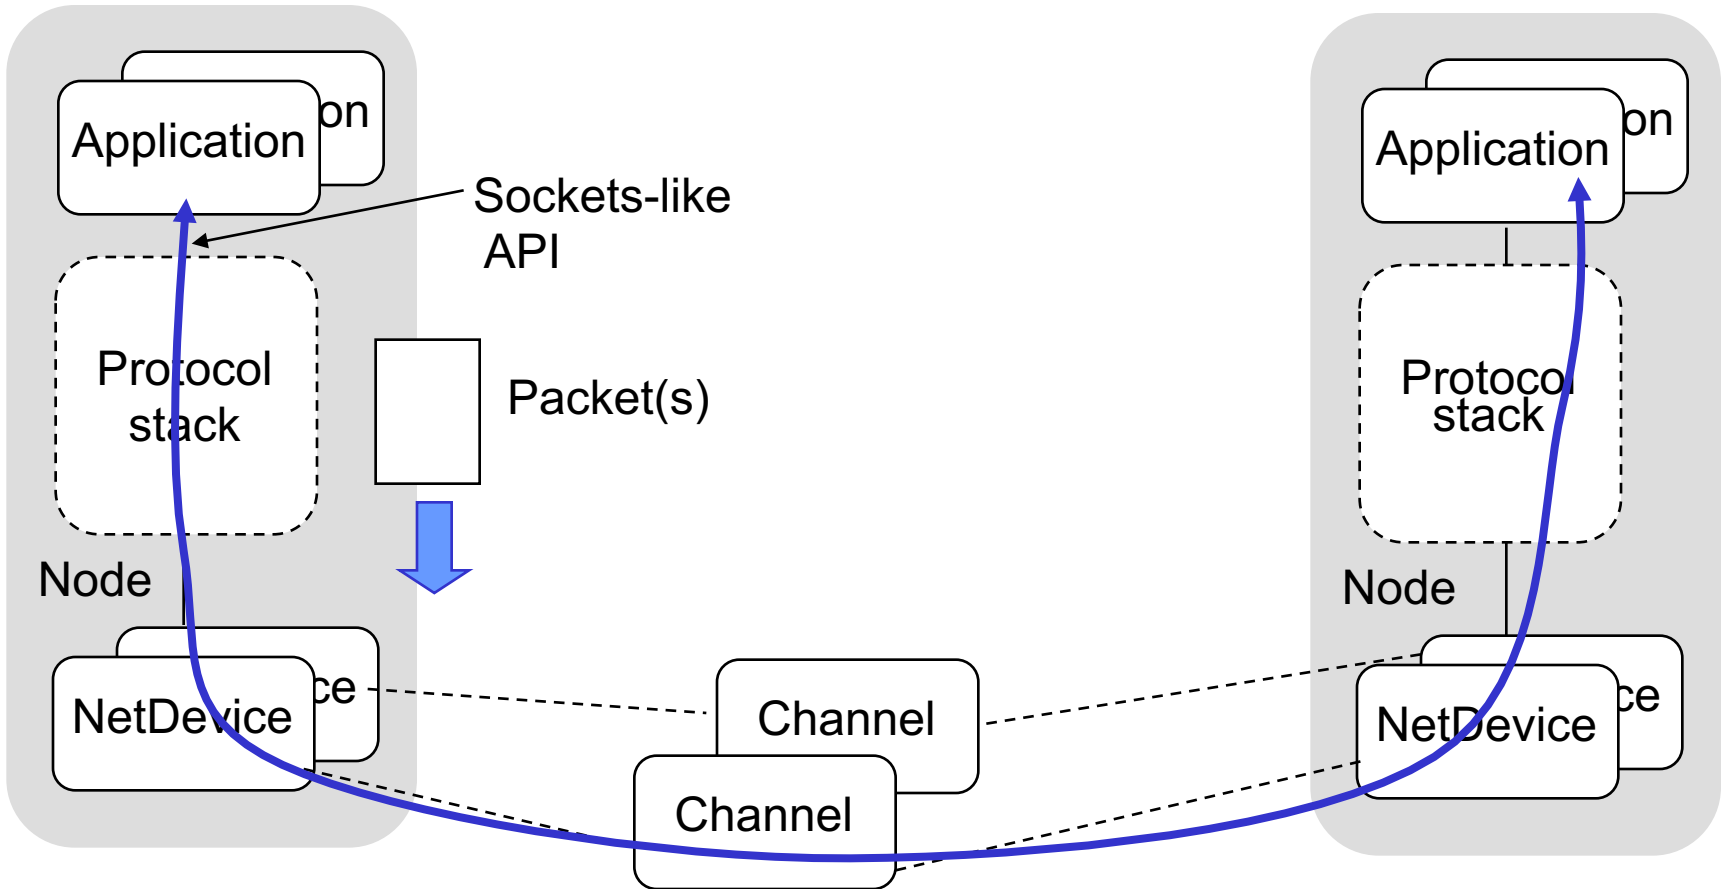 Application
on
Sockets-like
API
Protocol
stack
Packet(s)
Node
NetDevice
ce
Channel
Channel
Application
on
Protocol
stack
Node
NetDevice
ce